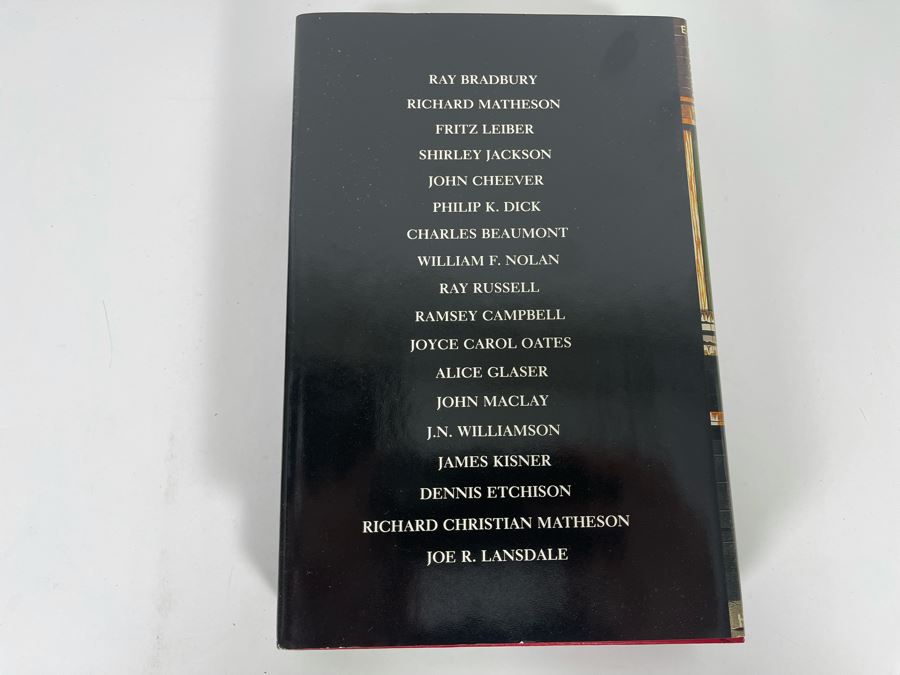 RAY BRADBURY
RICHARD MATHESON
FRITZ LEIBER
SHIRLEY JACKSON
JOHN CHEEVER
PHILIP K. DICK
CHARLES BEAUMONT
WILLIAM F. NOLAN
RAY RUSSELL
RAMSEY CAMPBELL
JOYCE CAROL OATES
ALICE GLASER
JOHN MACLAY
J.N. WILLIAMSON
JAMES KISNER
DENNIS ETCHISON
RICHARD CHRISTIAN MATHESON
JOE R. LANSDALE